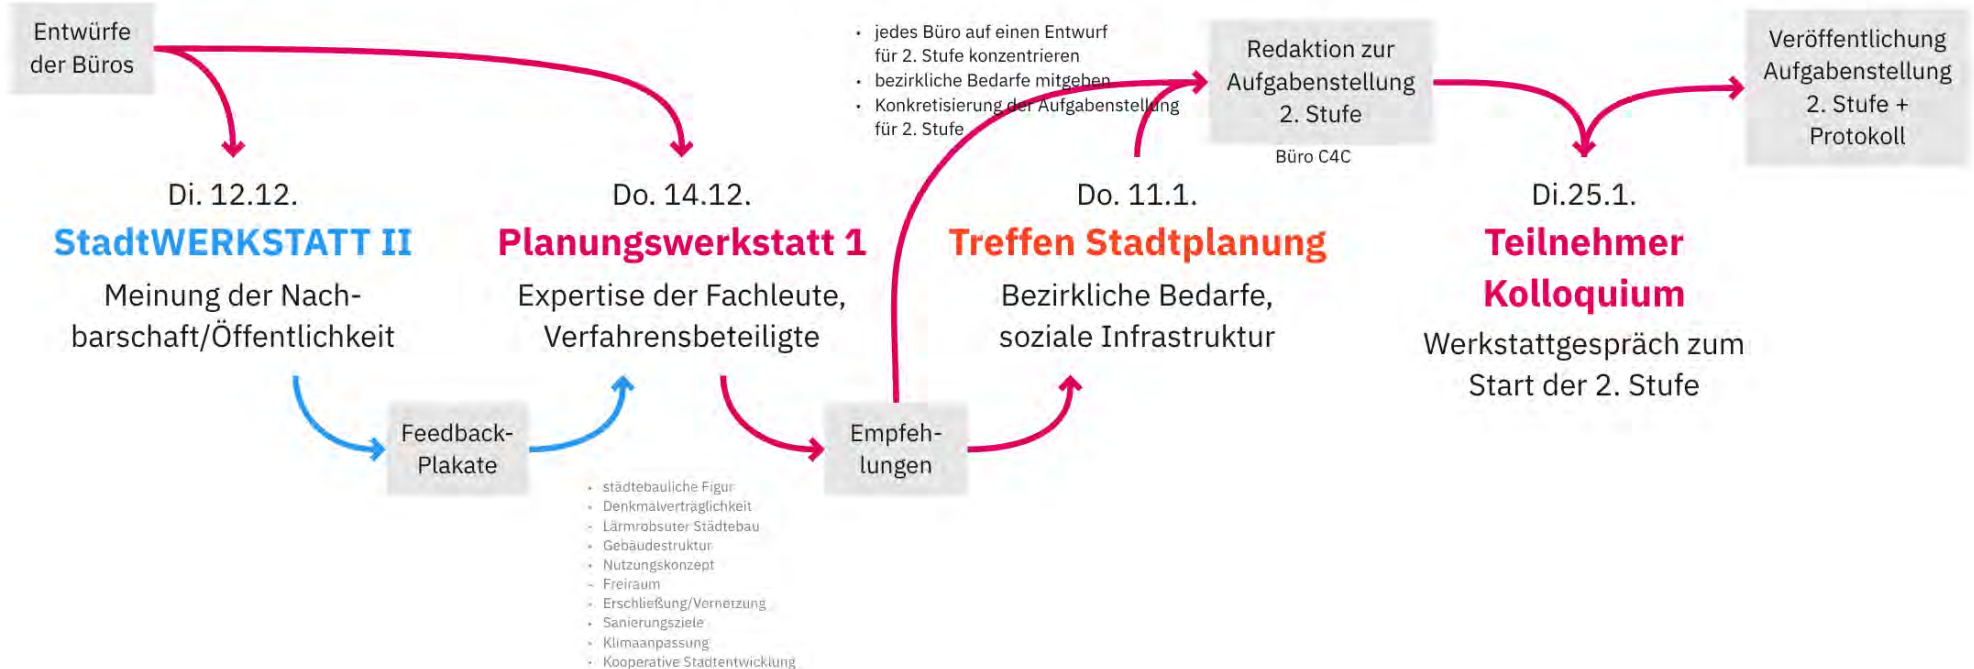 Entwürfe
der Büros
• jedes Büro auf einen Entwurf
für 2. Stufe konzentrieren
• bezirkliche Bedarfe mitgeben
• Konkretisierung der Aufgabenstellung
für 2. Stufe
Redaktion zur
Aufgabenstellung
2. Stufe
Büro C4C
Veröffentlichung
Aufgabenstellung
2. Stufe +
Protokoll
Di. 12.12.
StadtWERKSTATT II
Meinung der Nach-
barschaft/Öffentlichkeit
Do. 14.12.
Planungswerkstatt 1
Expertise der Fachleute,
Verfahrensbeteiligte
Do. 11.1.
Treffen Stadtplanung
Bezirkliche Bedarfe,
soziale Infrastruktur
Di.25.1.
Teilnehmer
Kolloquium
Werkstattgespräch zum
Start der 2. Stufe
Feedback-
Plakate
Empfeh-
lungen
• städtebauliche Figur
• Denkmalverträglichkeit
- Lärmrobsuter Städtebau
• Gebäudestruktur
• Nutzungskonzept
- Freiraum
• Erschließung/Vernetzung
• Sanierungsziele
• Klimaanpassung
• Kooperative Stadtentwicklung